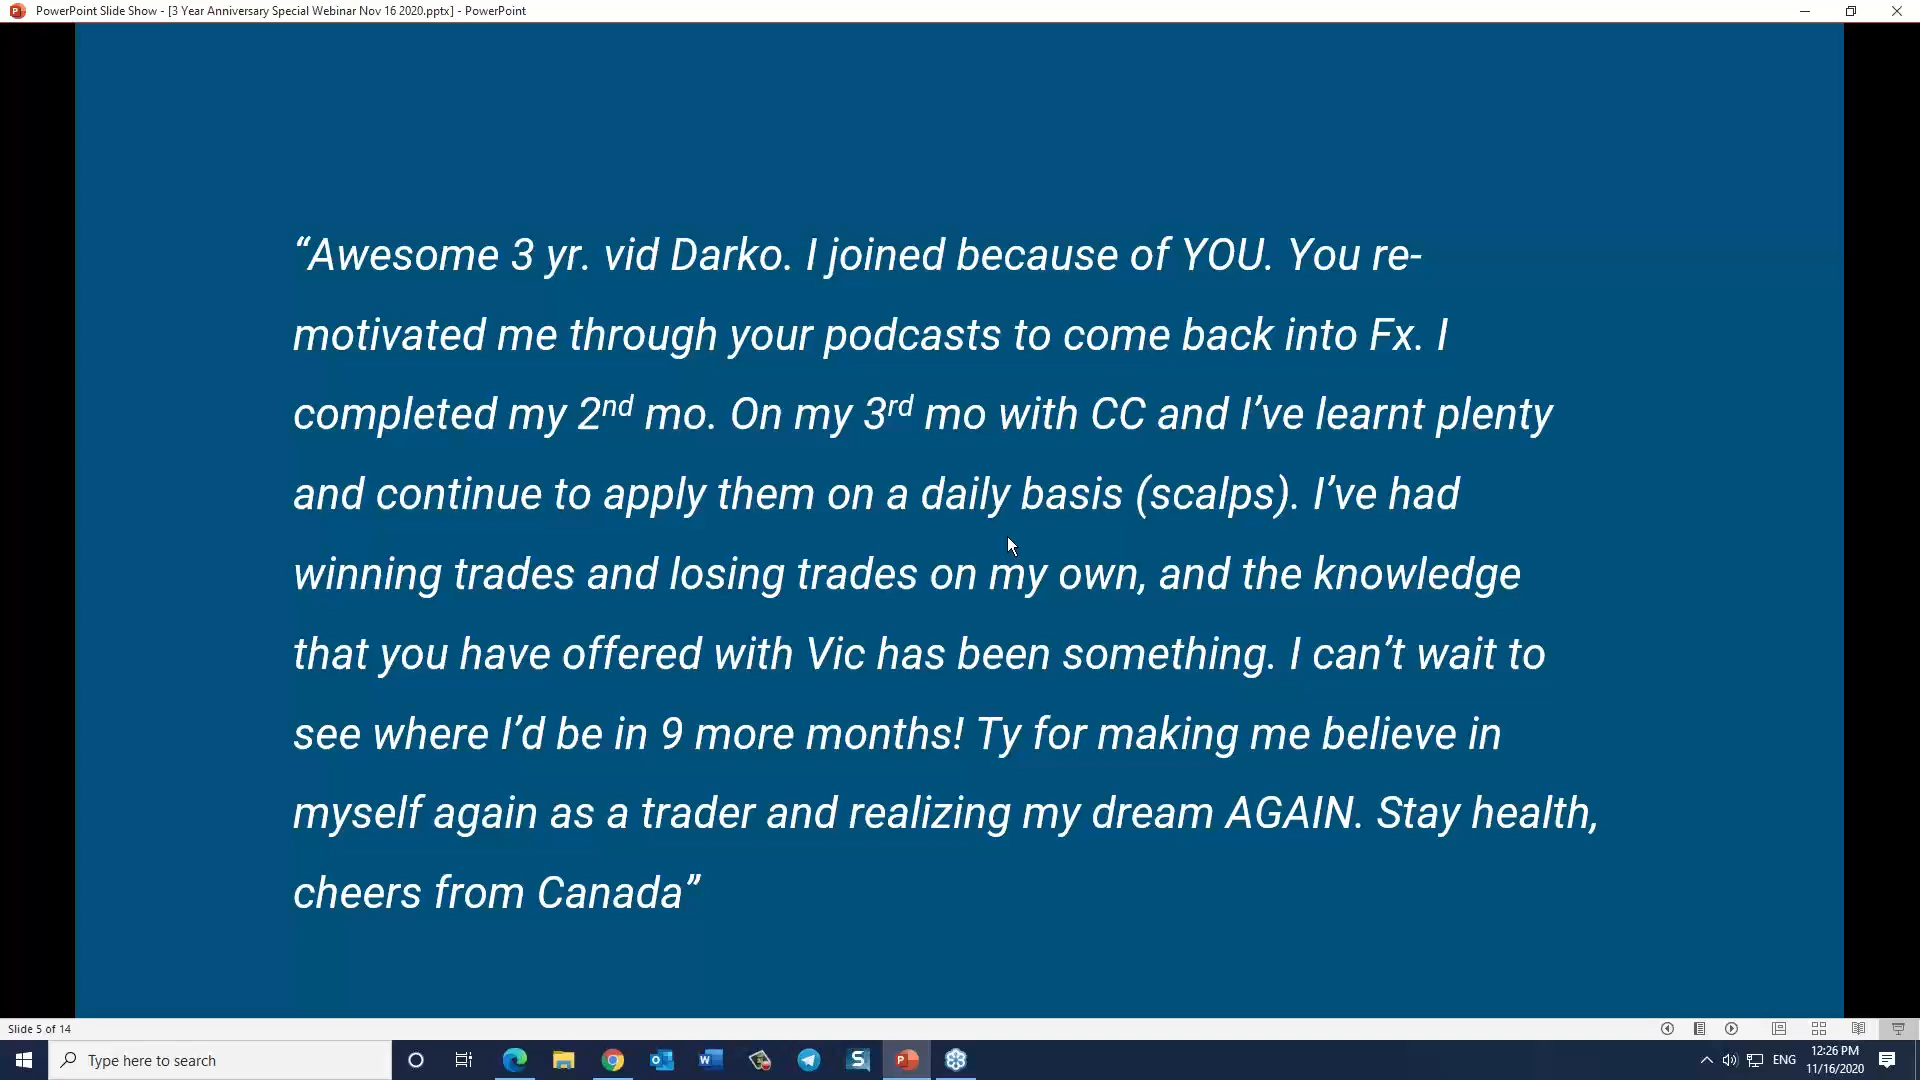 PowerPoint Slide Show - [3 Year Anniversary Special Webinar Nov 16 2020.pptx] - PowerPoint
“Awesome 3 yr. vid Darko. I joined because of YOU. You re-
motivated me through your podcasts to come back into Fx. I
completed my 2nd mo. On my 3rd mo with CC and I’ve learnt plenty
and continue to apply them on a daily basis (scalps). I’ve had
winning trades and losing trades on my own, and the knowledge
that you have offered with Vic has been something. I can’t wait to
see where I’d be in 9 more months! Ty for making me believe in
myself again as a trader and realizing my dream AGAIN. Stay health,
cheers from Canada”
Slide 5 of 14
Type here to search
ENG
12:26 PM
11/16/2020